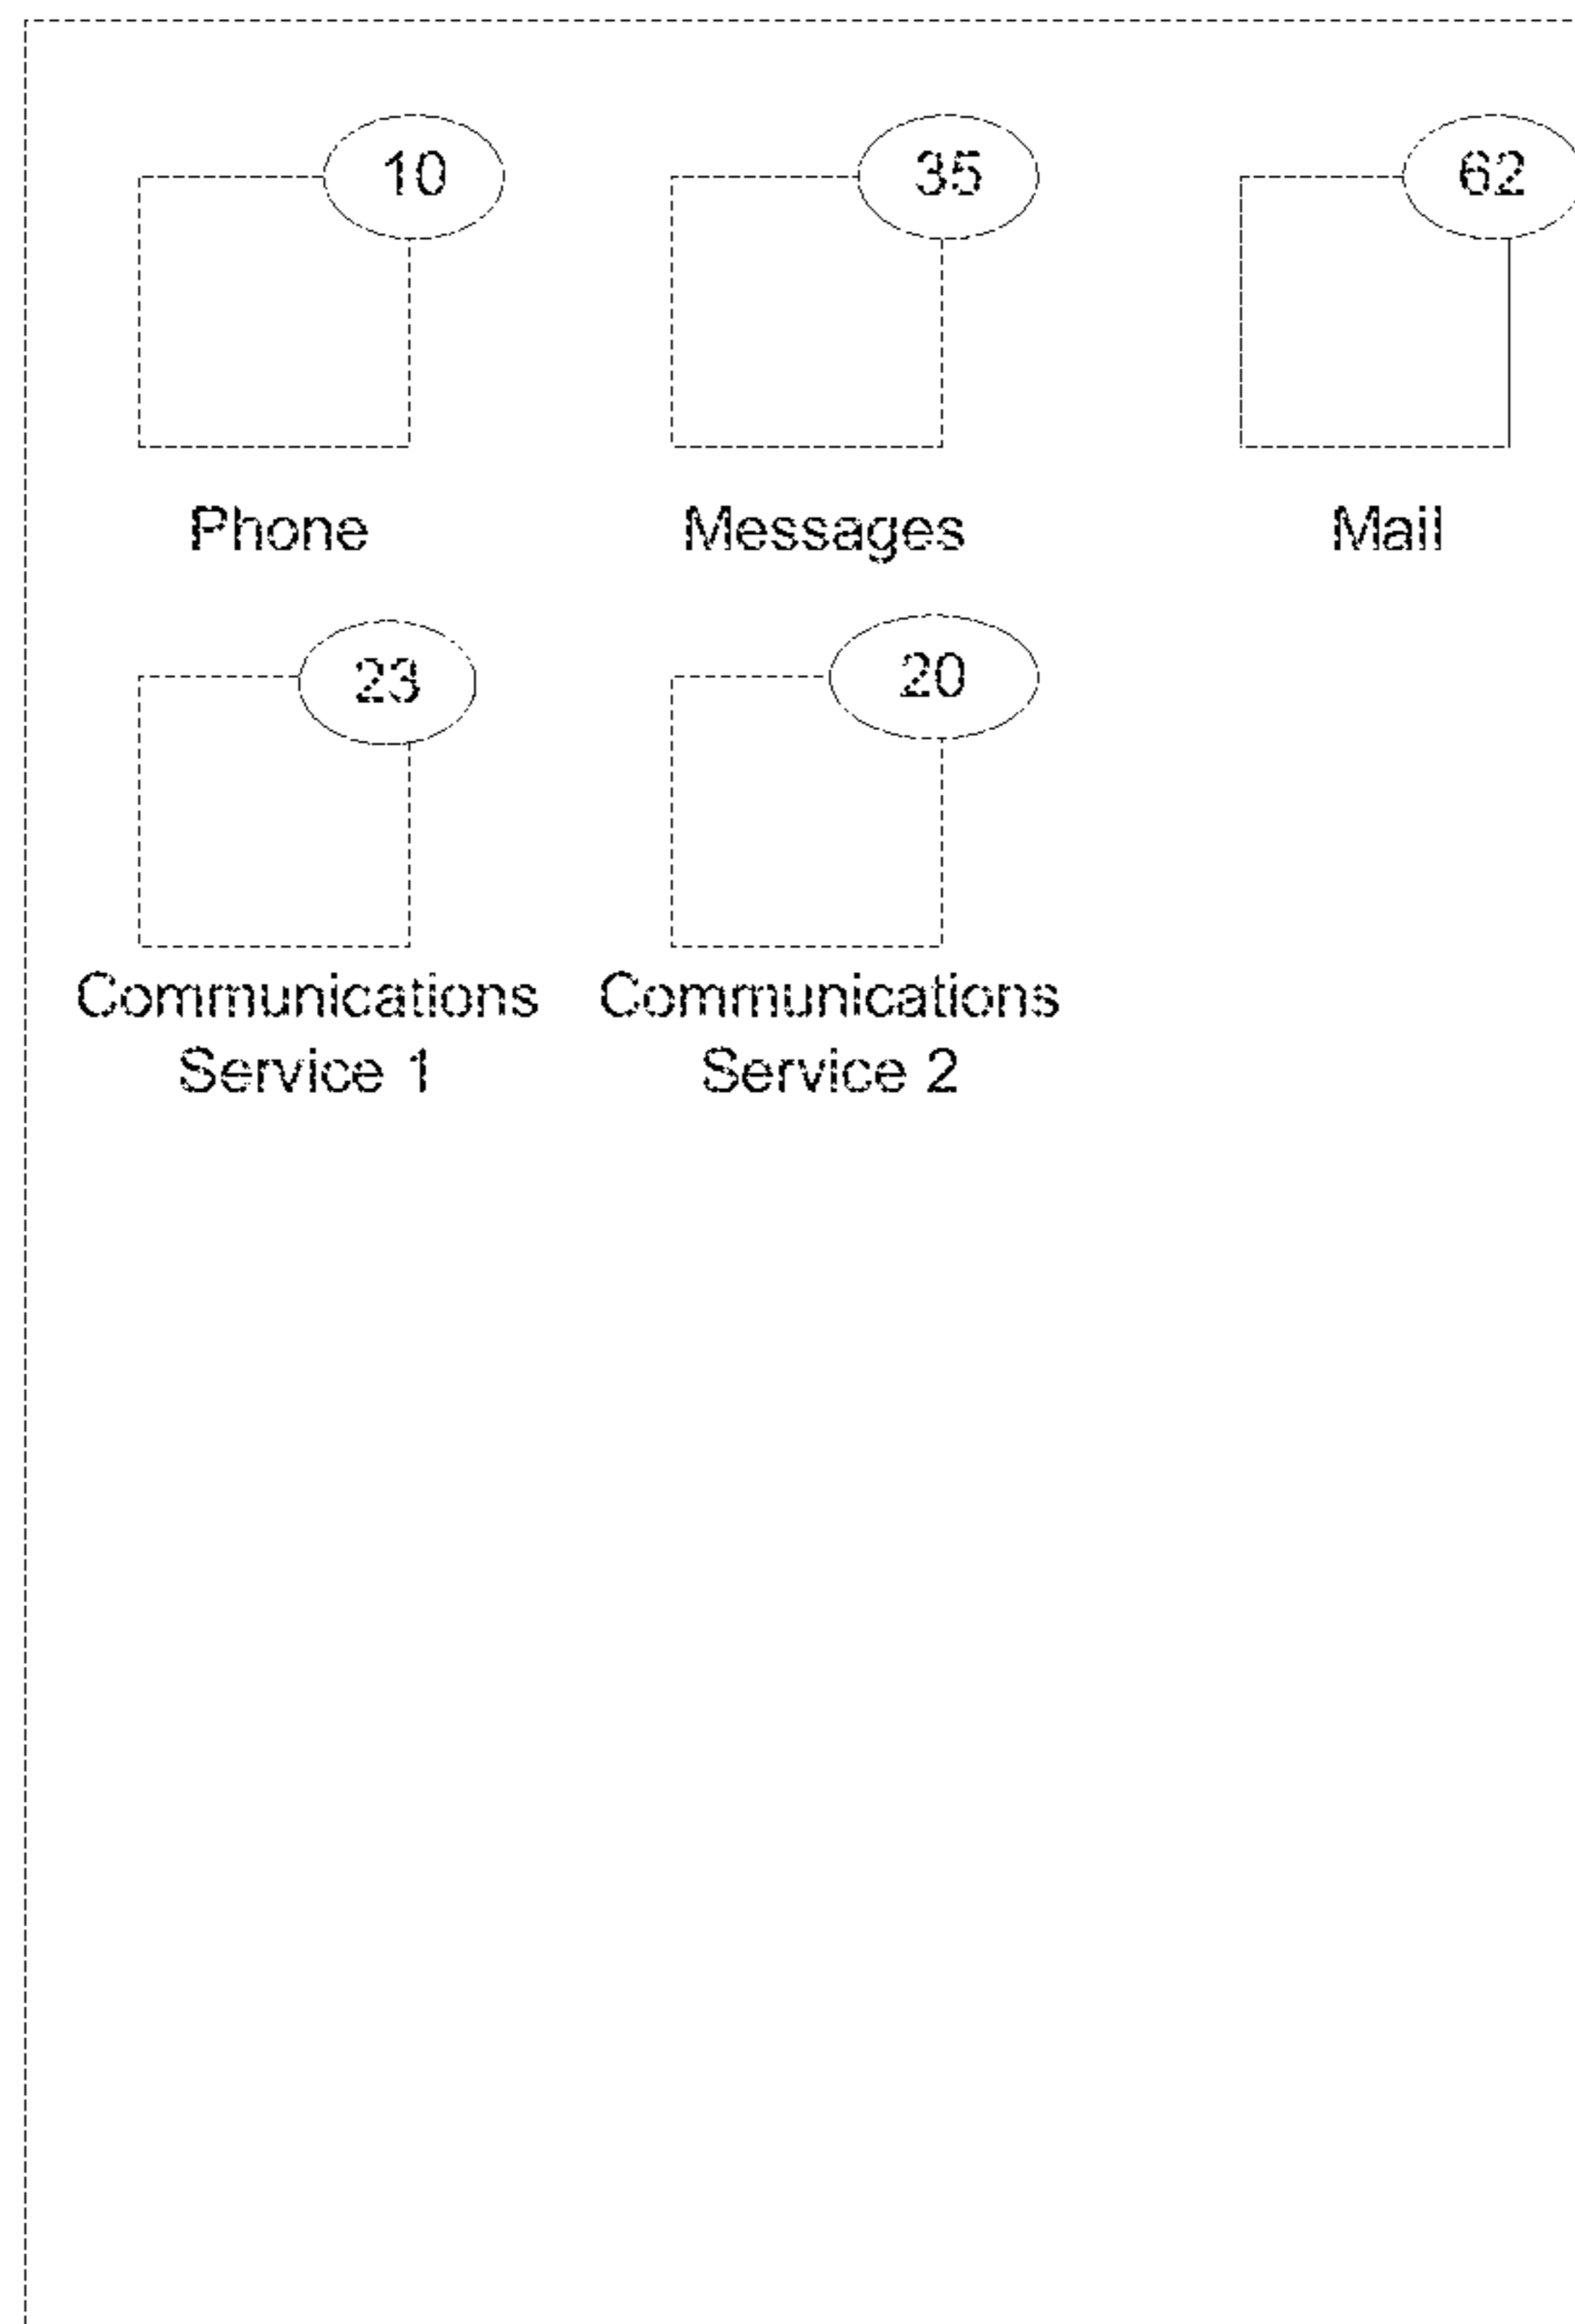 10 35 62
Phone Messages Mail
23 20
Communications Communications
Service 1 Service 2